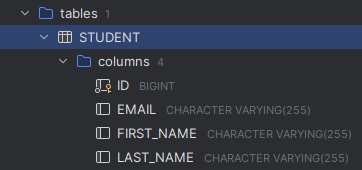 tables 1
STUDENT
columns 4
ID BIGINT
EMAIL CHARACTER VARYING(255)
FIRST_NAME CHARACTER VARYING(255)
LAST_NAME CHARACTER VARYING(255)